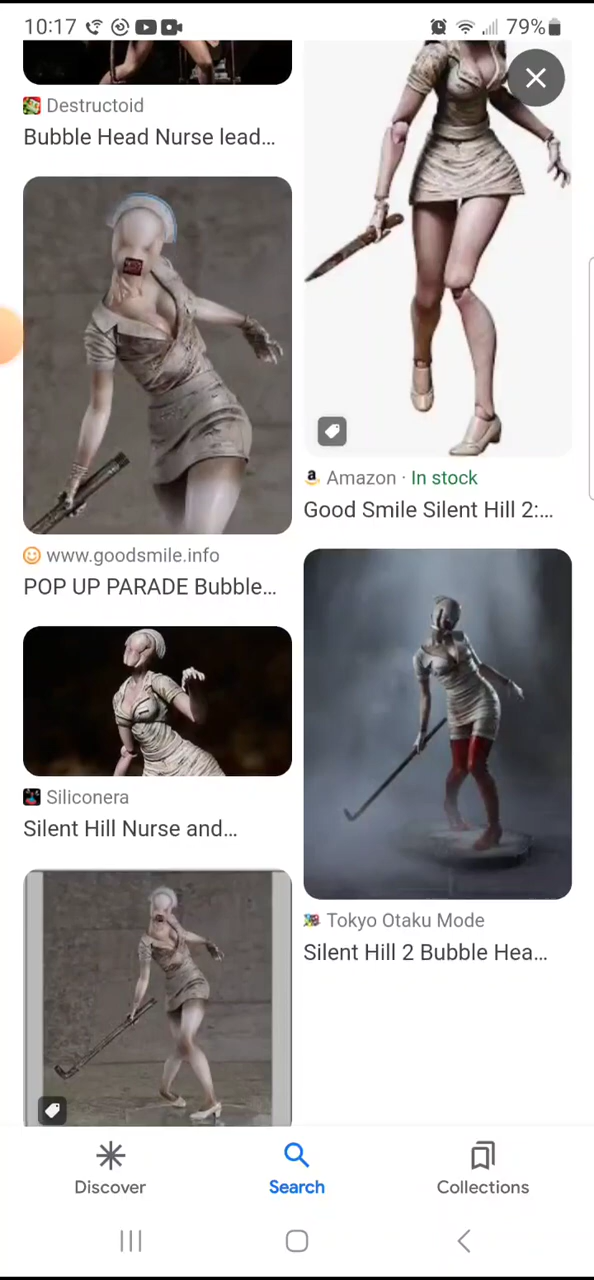 10:17
79%
Destructoid
Bubble Head Nurse lead...
www.goodsmile.info
POP UP PARADE Bubble...
Siliconera
Silent Hill Nurse and...
Amazon · In stock
Good Smile Silent Hill 2:...
Tokyo Otaku Mode
Silent Hill 2 Bubble Hea...
Discover
Search
Collections